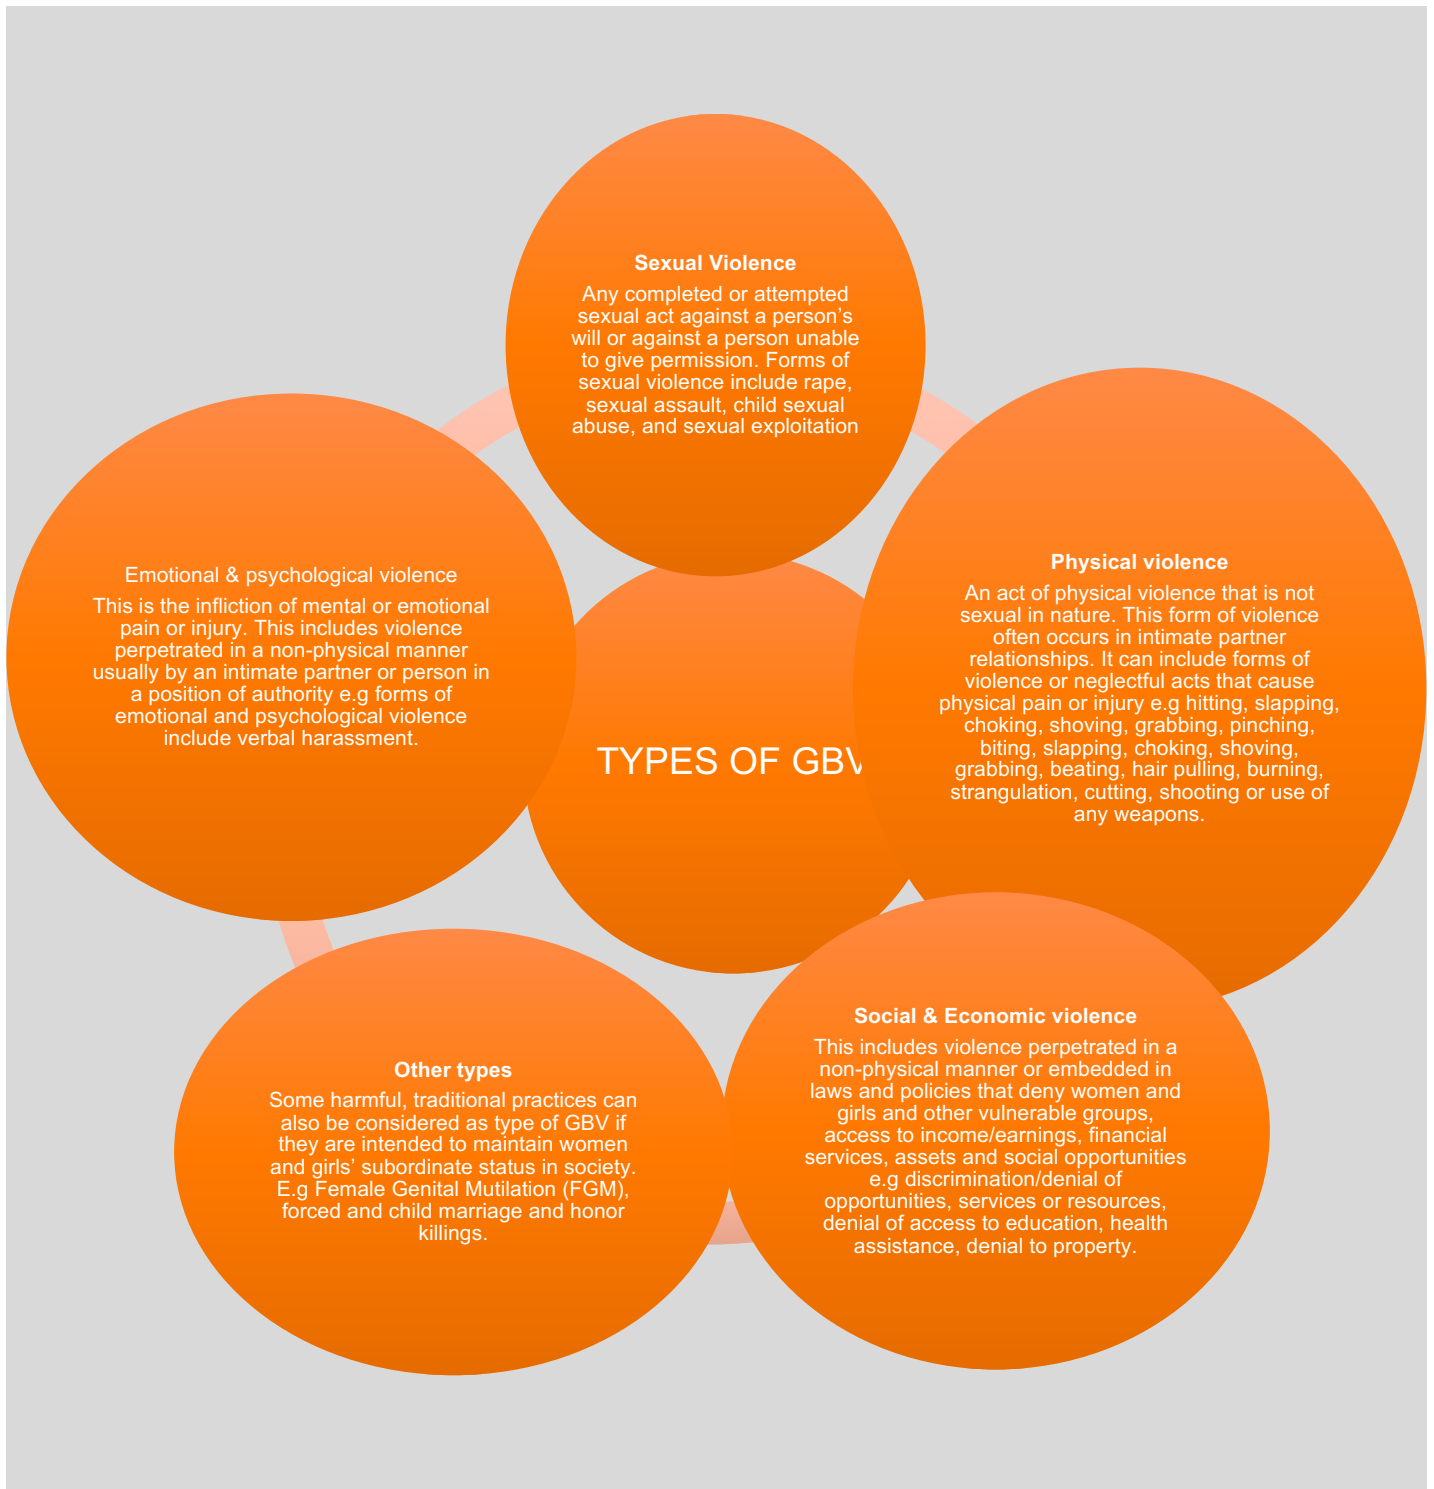 Sexual Violence
Any completed or attempted
sexual act against a person's
will or against a person unable
to give permission. Forms of
sexual violence include rape,
sexual assault, child sexual
abuse, and sexual exploitation
Physical violence
An act of physical violence that is not
sexual in nature. This form of violence
often occurs in intimate partner
relationships. It can include forms of
violence or neglectful acts that cause
physical pain or injury e.g hitting, slapping,
choking, shoving, grabbing, pinching,
biting, slapping, choking, shoving,
grabbing, beating, hair pulling, burning,
strangulation, cutting, shooting or use of
any weapons.
Emotional & psychological violence
This is the infliction of mental or emotional
pain or injury. This includes violence
perpetrated in a non-physical manner
usually by an intimate partner or person in
a position of authority e.g forms of
emotional and psychological violence
include verbal harassment.
TYPES OF GBV
Social & Economic violence
This includes violence perpetrated in a
non-physical manner or embedded in
laws and policies that deny women and
girls and other vulnerable groups,
access to income/earnings, financial
services, assets and social opportunities
e.g discrimination/denial of
opportunities, services or resources,
denial of access to education, health
assistance, denial to property.
Other types
Some harmful, traditional practices can
also be considered as type of GBV if
they are intended to maintain women
and girls' subordinate status in society.
E.g Female Genital Mutilation (FGM),
forced and child marriage and honor
killings.